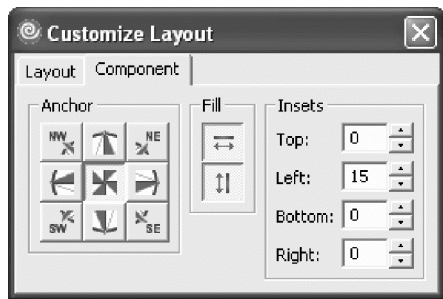 Customize Layout
Layout Component
Anchor
Fill
Insets
NW NE
SW SE
Top: 0
Left: 15
Bottom: 0
Right: 0